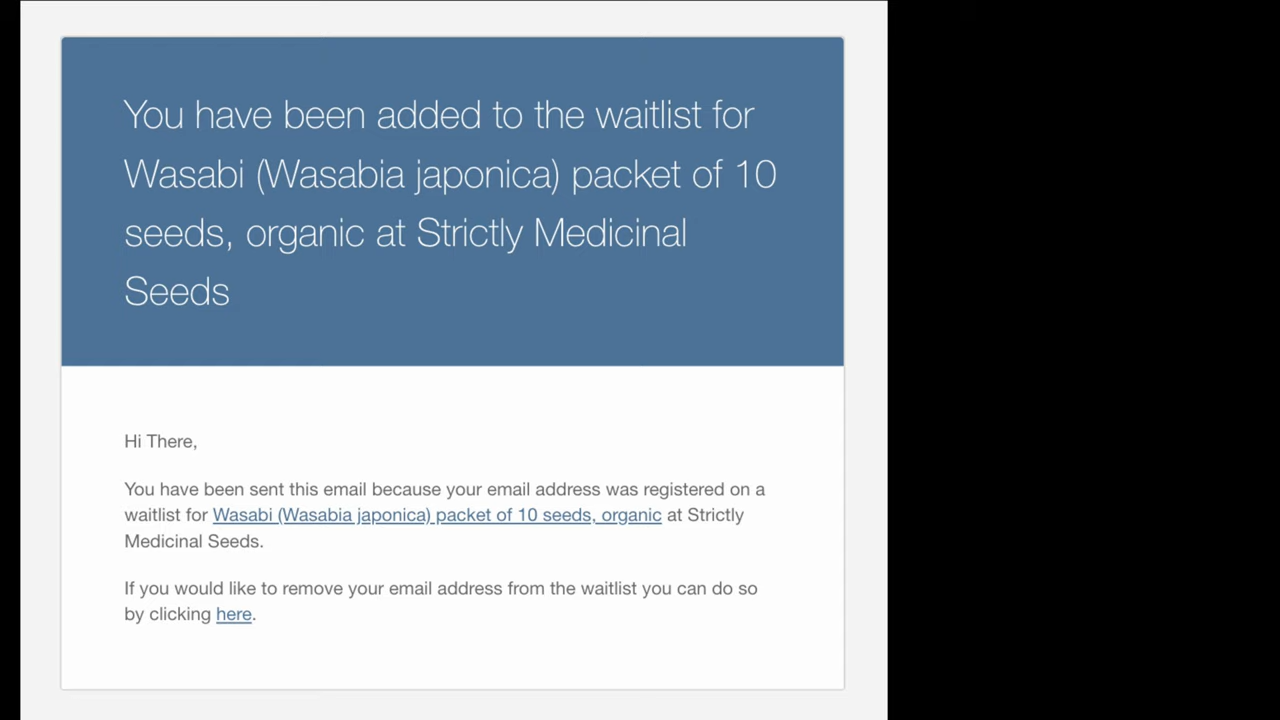 You have been added to the waitlist for
Wasabi (Wasabia japonica) packet of 10
seeds, organic at Strictly Medicinal
Seeds
Hi There,
You have been sent this email because your email address was registered on a
waitlist for Wasabi (Wasabia japonica) packet of 10 seeds, organic at Strictly
Medicinal Seeds.
If you would like to remove your email address from the waitlist you can do so
by clicking here.